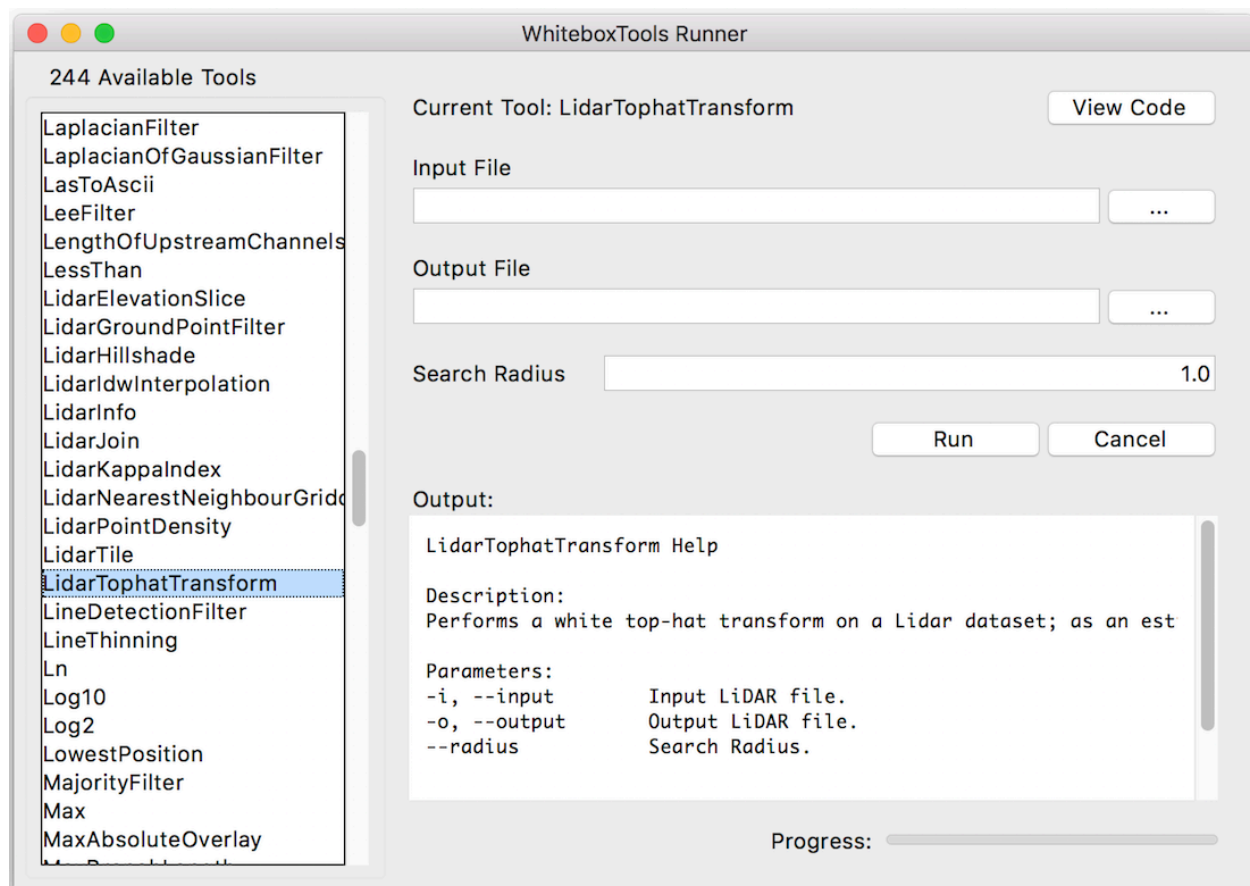 WhiteboxTools Runner
244 Available Tools
LaplacianFilter
LaplacianOfGaussianFilter
LasToAscii
LeeFilter
LengthOfUpstreamChannels
LessThan
LidarElevationSlice
LidarGroundPointFilter
LidarHillshade
LidarIdwInterpolation
LidarInfo
LidarJoin
LidarKappaIndex
LidarNearestNeighbourGridd
LidarPointDensity
LidarTile
LidarTophatTransform
LineDetectionFilter
LineThinning
Ln
Log10
Log2
LowestPosition
MajorityFilter
Max
MaxAbsoluteOverlay
Current Tool: LidarTophatTransform
View Code
Input File
...
Output File
...
Search Radius 1.0
Run Cancel
Output:
LidarTophatTransform Help
Description:
Performs a white top-hat transform on a Lidar dataset; as an est
Parameters:
-i, --input Input LiDAR file.
-o, --output Output LiDAR file.
--radius Search Radius.
Progress: